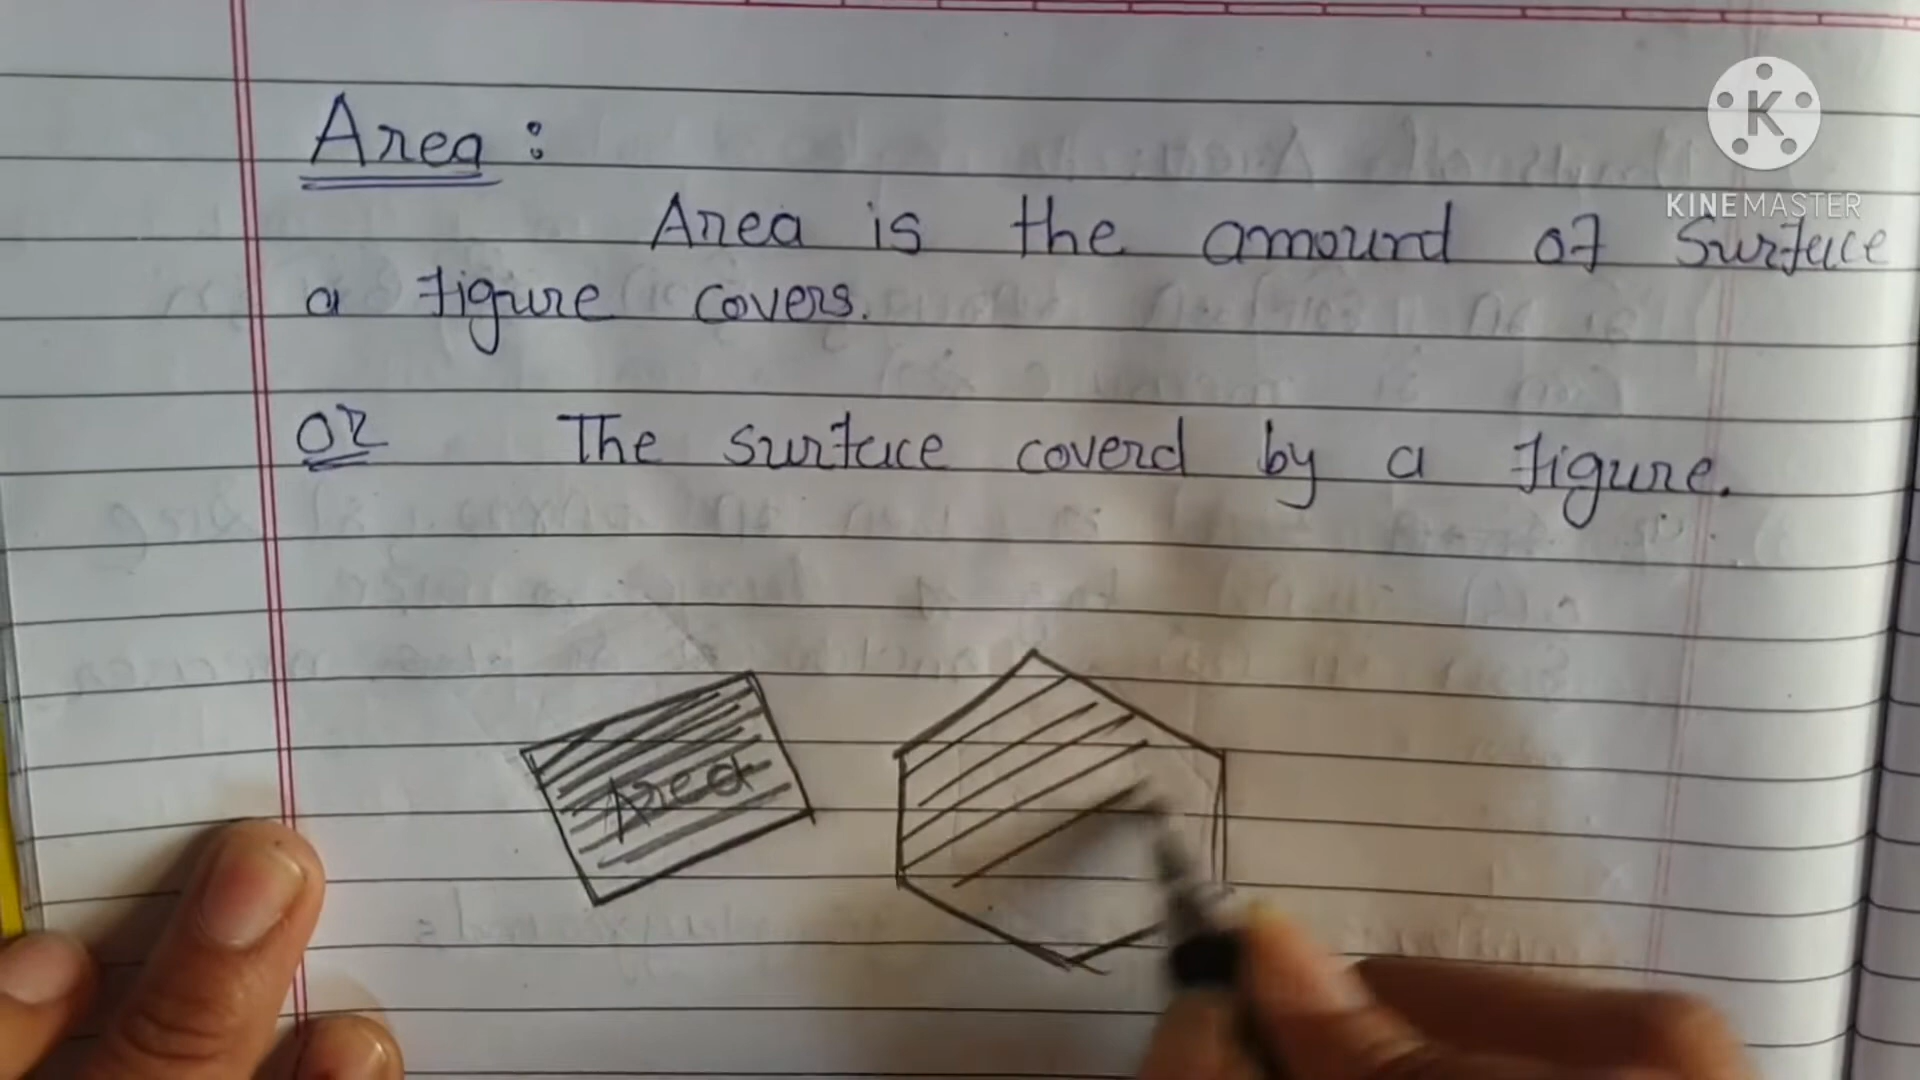 Area :
Area is the amound of Surface
a figure covers.
OR The surface coverd by a figure.
Area
K
KINEMASTER